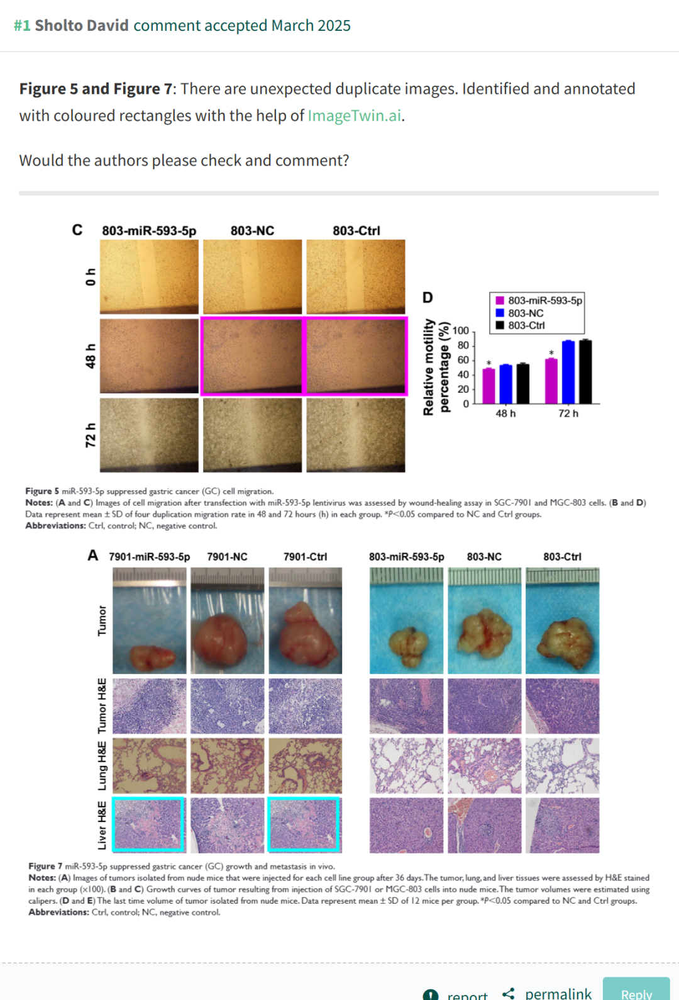 #1 Sholto David comment accepted March 2025
Figure 5 and Figure 7: There are unexpected duplicate images. Identified and annotated
with coloured rectangles with the help of ImageTwin.ai.
Would the authors please check and comment?
C 803-miR-593-5p 803-NC 803-Ctrl
0 h
48 h
72 h
D
803-miR-593-5p
803-NC
803-Ctrl
Relative motility
percentage (%)
100
80
60
40
20
0
*
*
48 h 72 h
Figure 5 miR-593-5p suppressed gastric cancer (GC) cell migration.
Notes: (A and C) Images of cell migration after transfection with miR-593-5p lentivirus was assessed by wound-healing assay in SGC-7901 and MGC-803 cells. (B and D)
Data represent mean ± SD of four duplication migration rate in 48 and 72 hours (h) in each group. *P<0.05 compared to NC and Ctrl groups.
Abbreviations: Ctrl, control; NC, negative control.
A 7901-miR-593-5p 7901-NC 7901-Ctrl 803-miR-593-5p 803-NC 803-Ctrl
Tumor
Tumor H&E
Lung H&E
Liver H&E
Figure 7 miR-593-5p suppressed gastric cancer (GC) growth and metastasis in vivo.
Notes: (A) Images of tumors isolated from nude mice that were injected for each cell line group after 36 days. The tumor, lung, and liver tissues were assessed by H&E stained
in each group (×100). (B and C) Growth curves of tumor resulting from injection of SGC-7901 or MGC-803 cells into nude mice. The tumor volumes were estimated using
calipers. (D and E) The last time volume of tumor isolated from nude mice. Data represent mean ± SD of 12 mice per group. *P<0.05 compared to NC and Ctrl groups.
Abbreviations: Ctrl, control; NC, negative control.
report permalink Reply